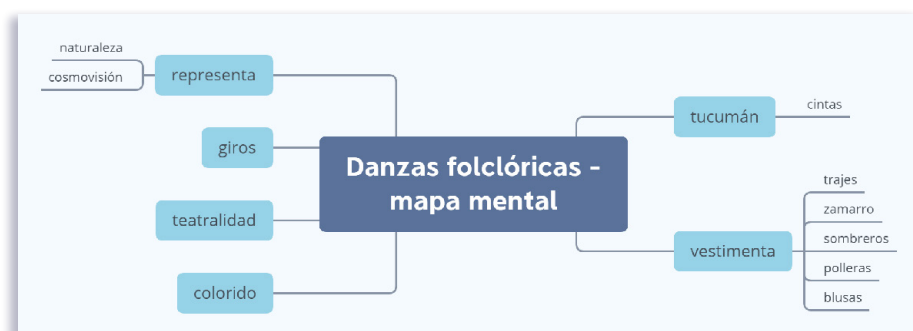 naturaleza
cosmovisión
representa
giros
teatralidad
colorido
Danzas folclóricas -
mapa mental
tucumán
cintas
vestimenta
trajes
zamarro
sombreros
polleras
blusas